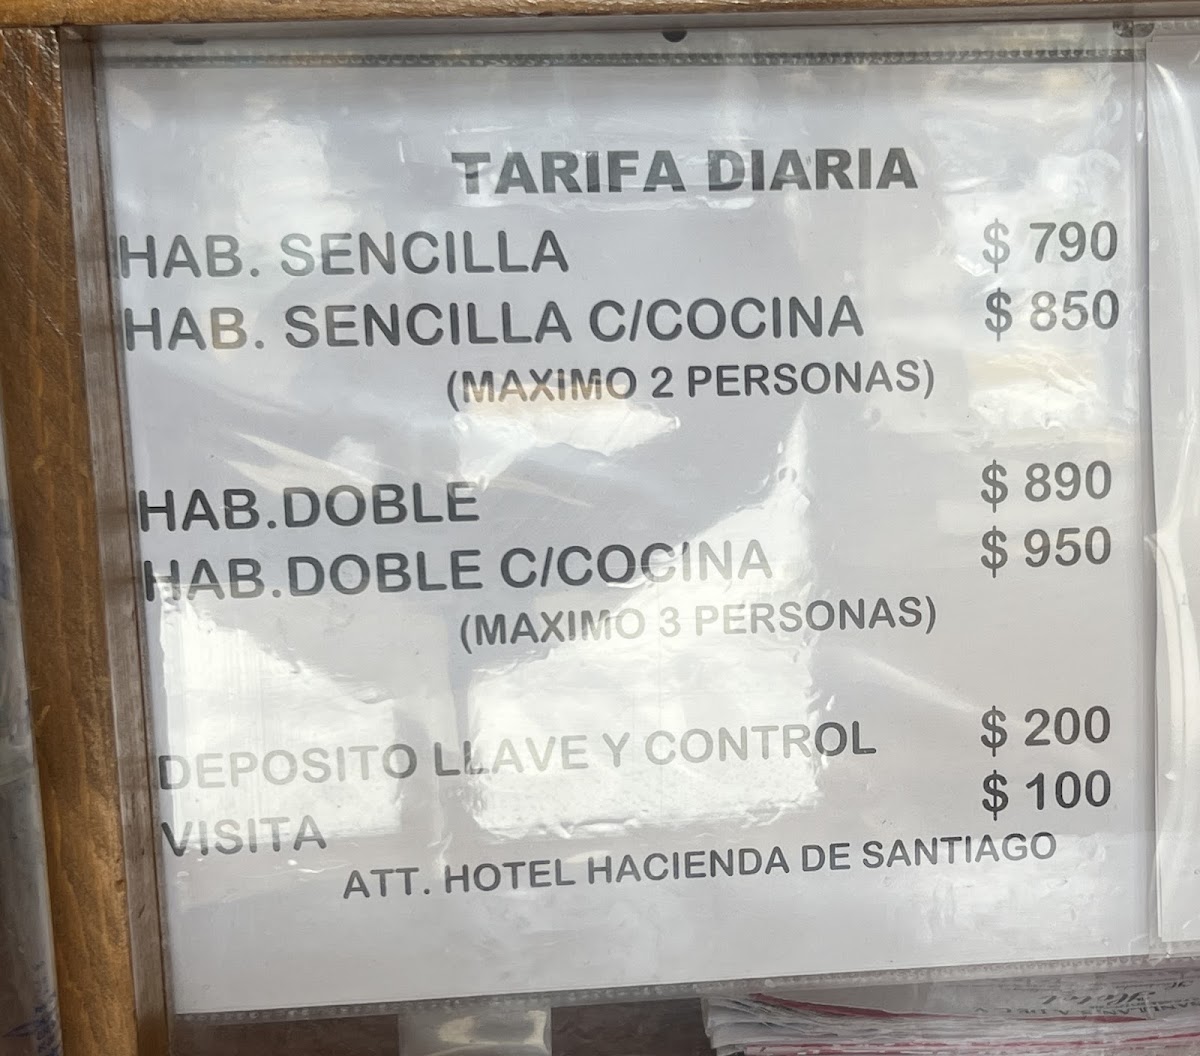 TARIFA DIARIA
HAB. SENCILLA $ 790
HAB. SENCILLA C/COCINA $ 850
(MAXIMO 2 PERSONAS)
HAB.DOBLE $ 890
HAB.DOBLE C/COCINA $ 950
(MAXIMO 3 PERSONAS)
DEPOSITO LLAVE Y CONTROL $ 200
VISITA $ 100
ATT. HOTEL HACIENDA DE SANTIAGO
Hotel